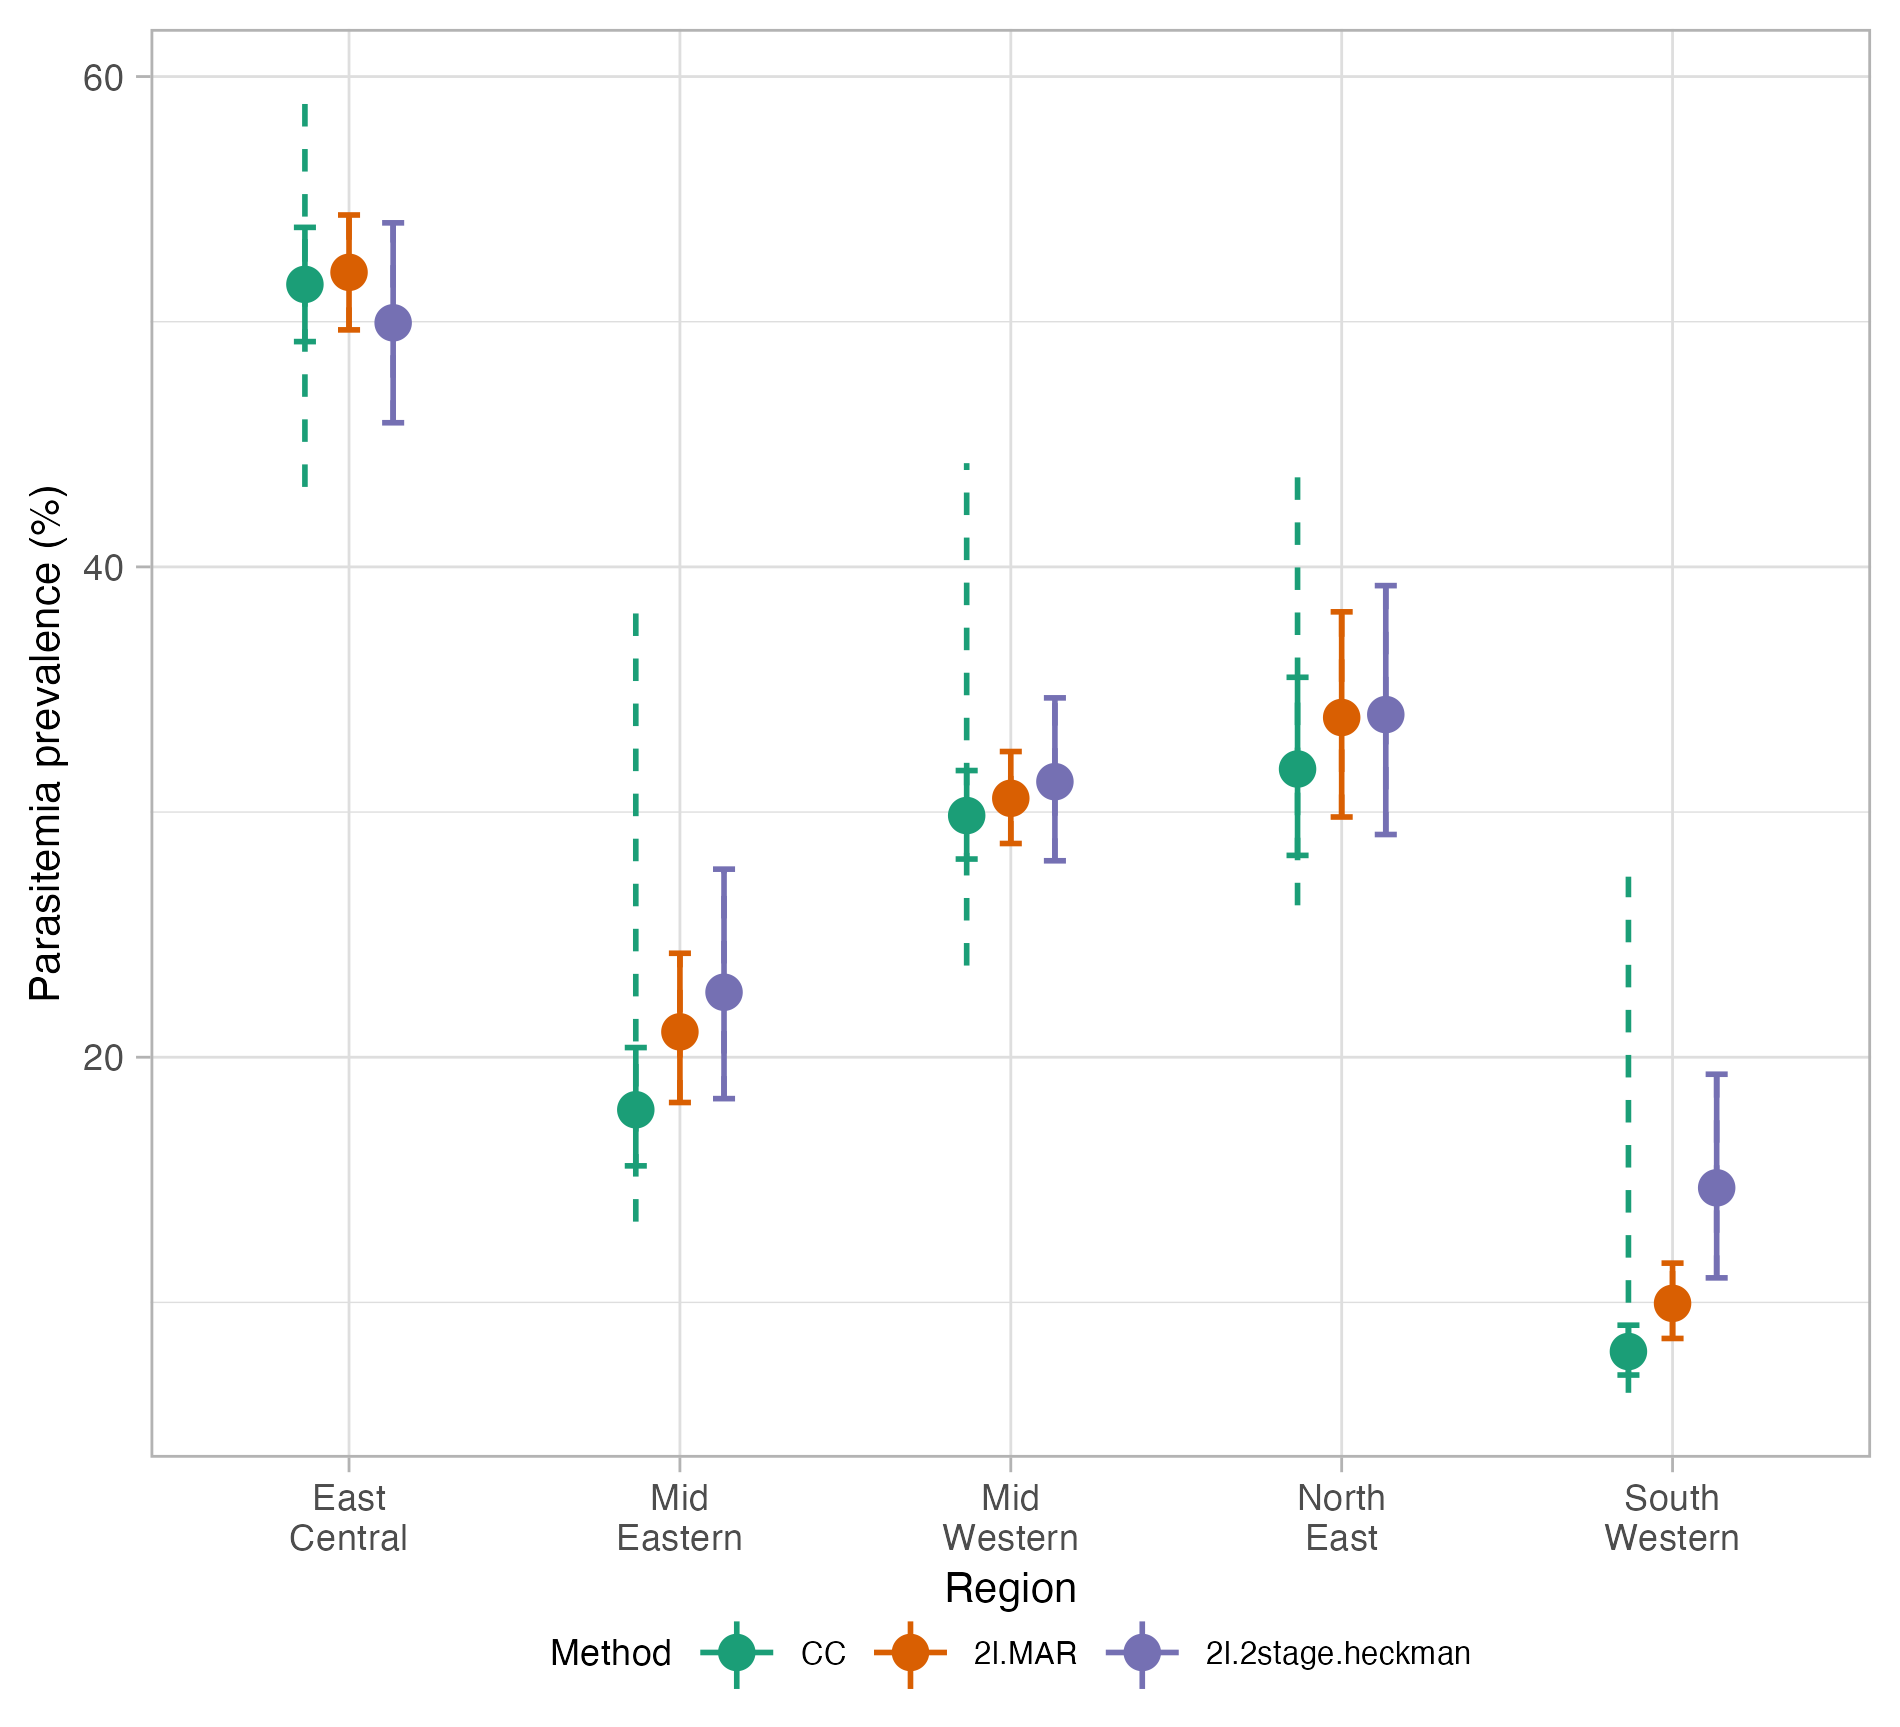 Parasitemia prevalence (%)
60
40
20
East
Central
Mid
Eastern
Mid
Western
North
East
South
Western
Region
Method CC 2l.MAR 2l.2stage.heckman